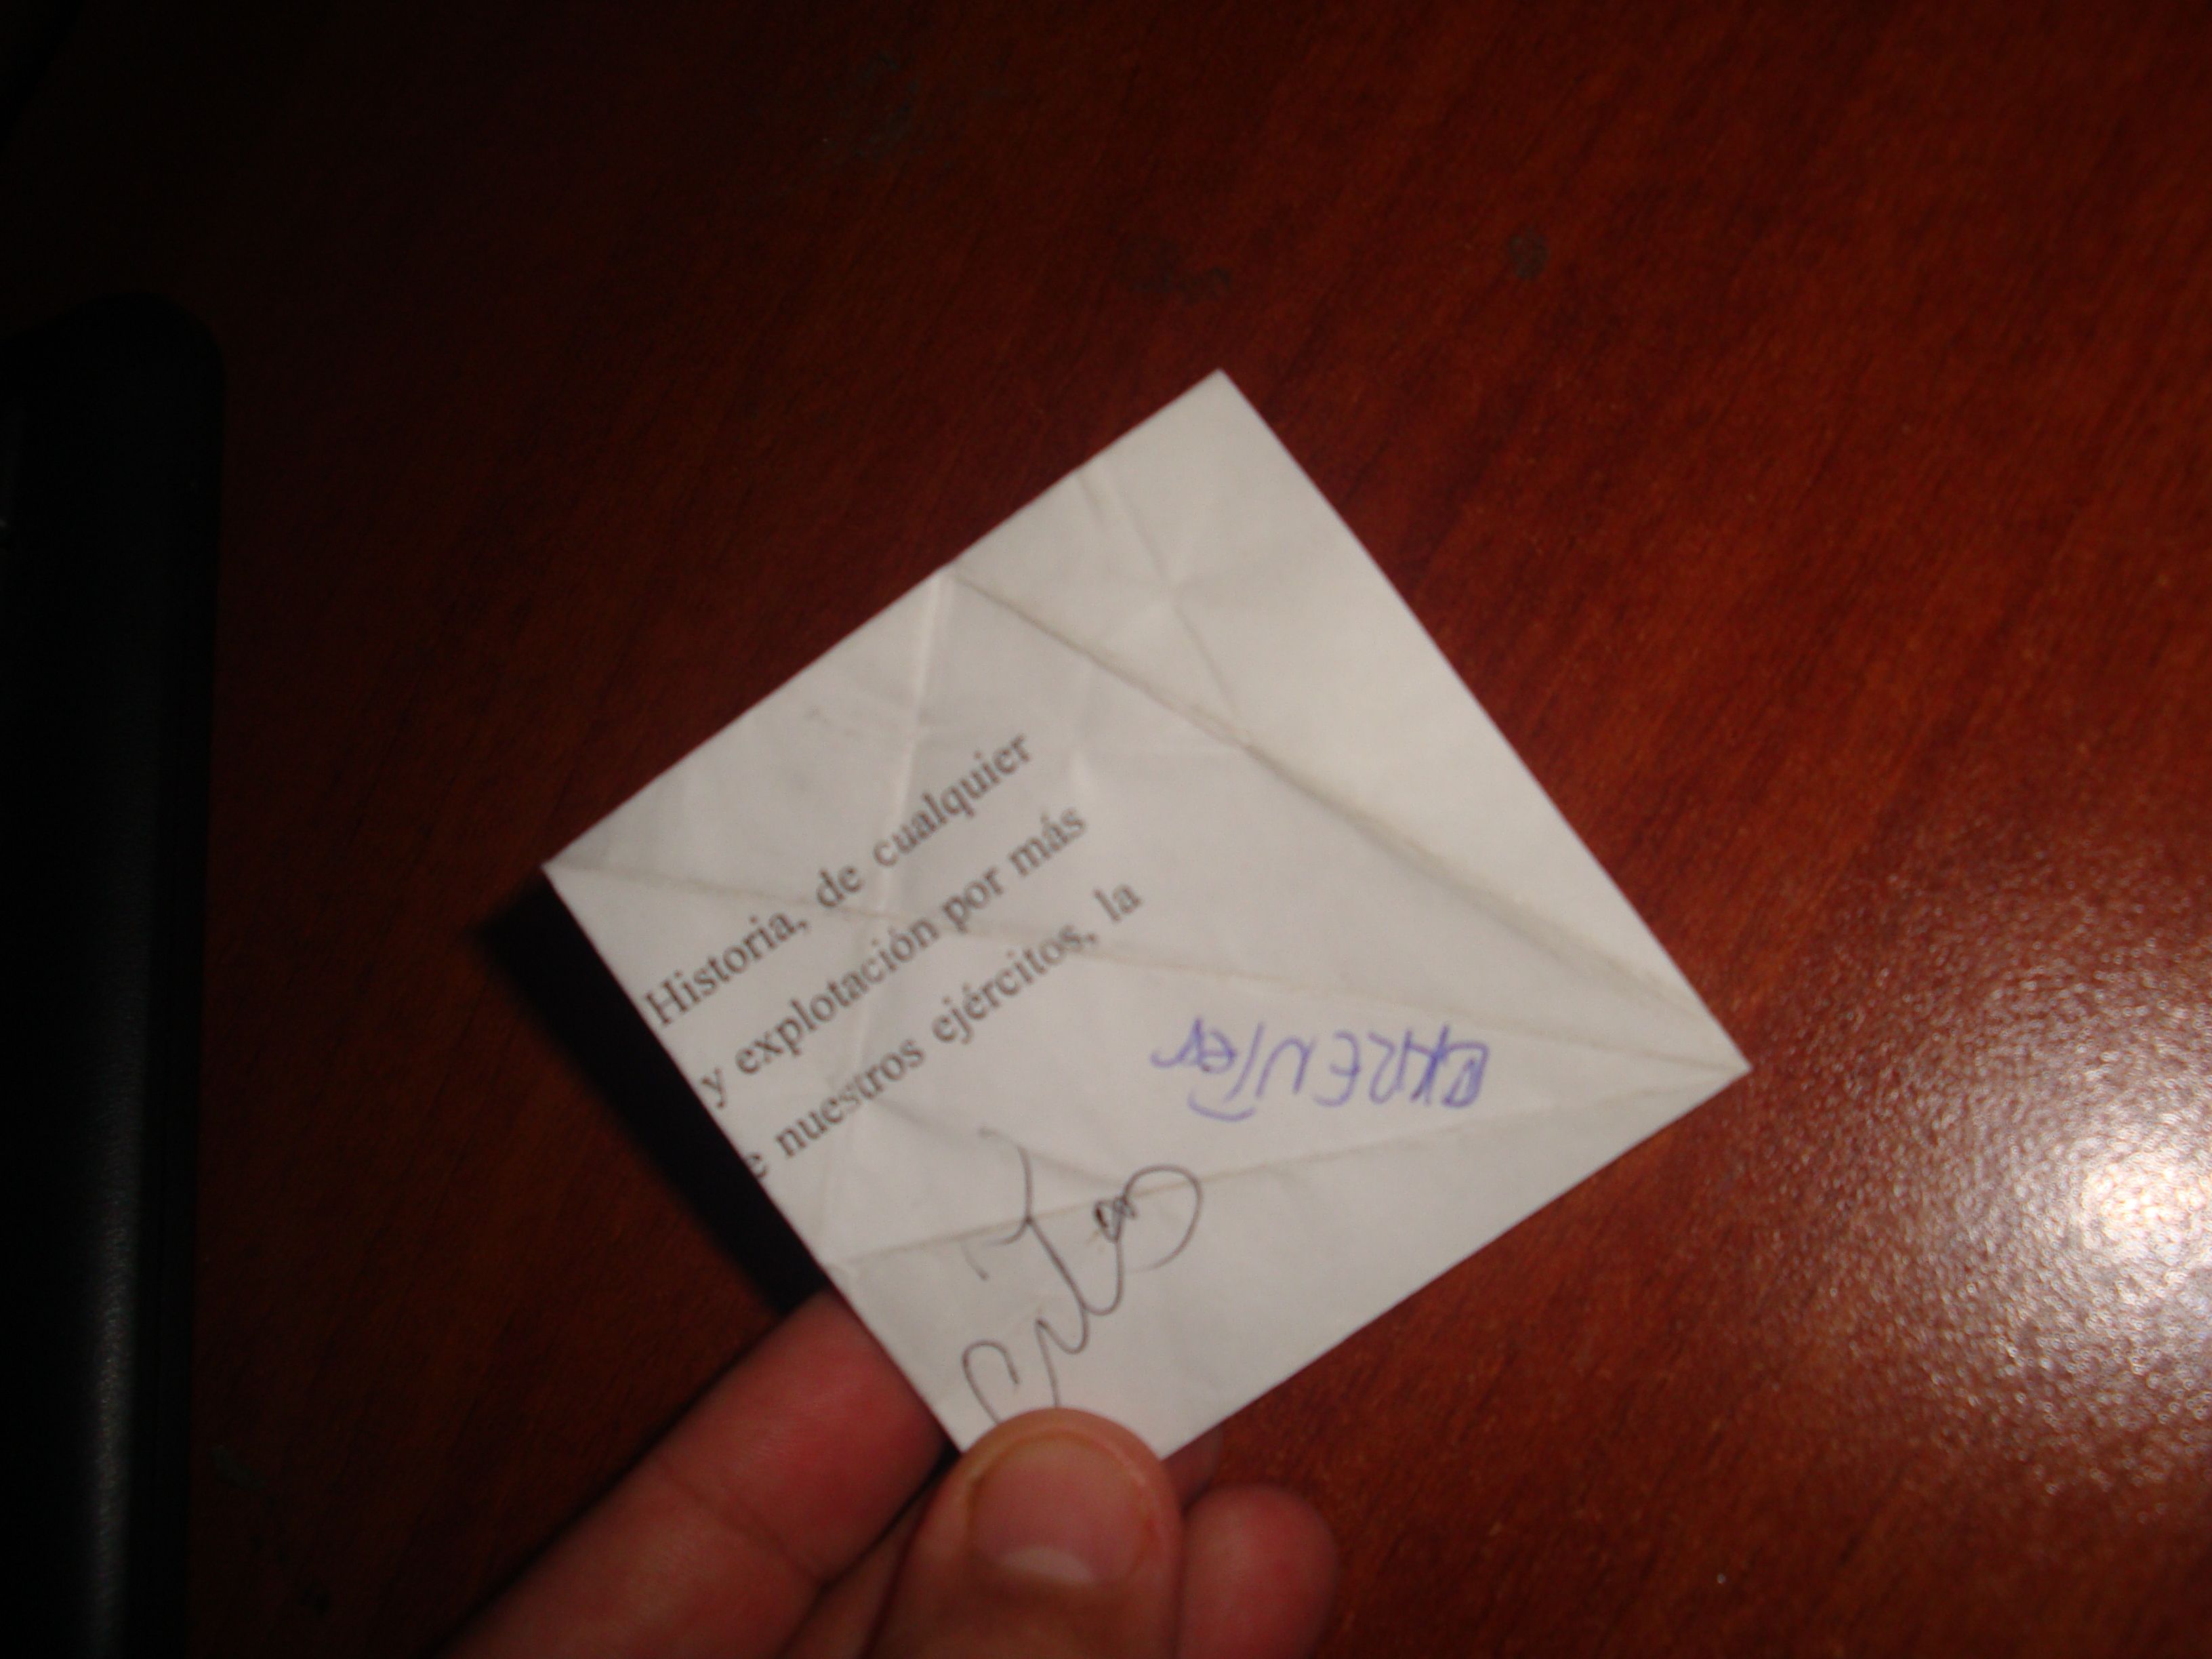 Historia, de cualquier
y explotación por más
e nuestros ejércitos, la